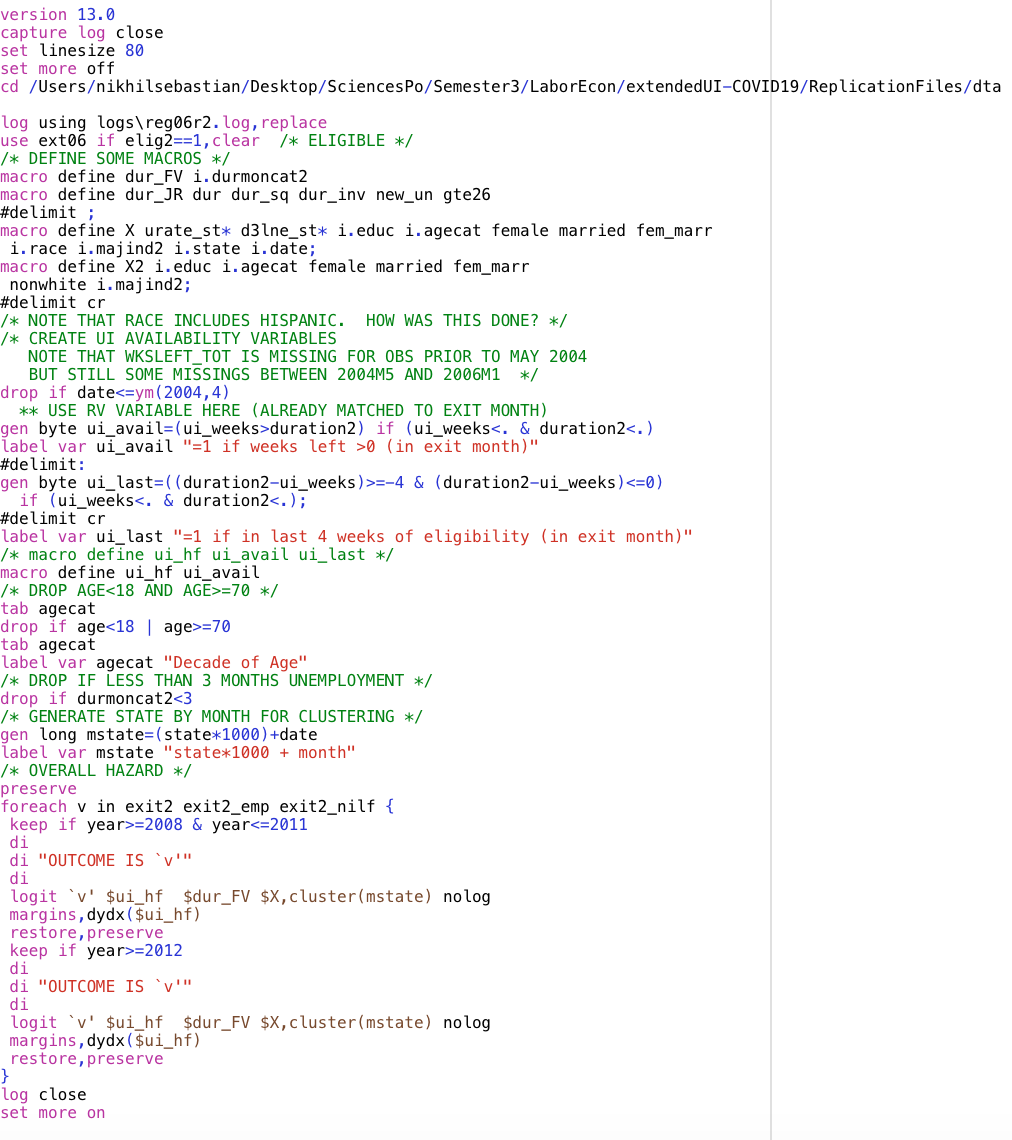 version 13.0
capture log close
set linesize 80
set more off
cd /Users/nikhilsebastian/Desktop/SciencesPo/Semester3/LaborEcon/extendedUI-COVID19/ReplicationFiles/dta
log using logs\reg06r2.log,replace
use ext06 if elig2==1,clear  /* ELIGIBLE */
/* DEFINE SOME MACROS */
macro define dur_FV i.durmoncat2
macro define dur_JR dur dur_sq dur_inv new_un gte26
#delimit ;
macro define X urate_st* d3lne_st* i.educ i.agecat female married fem_marr
 i.race i.majind2 i.state i.date;
macro define X2 i.educ i.agecat female married fem_marr
 nonwhite i.majind2;
#delimit cr
/* NOTE THAT RACE INCLUDES HISPANIC.  HOW WAS THIS DONE? */
/* CREATE UI AVAILABILITY VARIABLES
   NOTE THAT WKSLEFT_TOT IS MISSING FOR OBS PRIOR TO MAY 2004
   BUT STILL SOME MISSINGS BETWEEN 2004M5 AND 2006M1  */
drop if date<=ym(2004,4)
  ** USE RV VARIABLE HERE (ALREADY MATCHED TO EXIT MONTH)
gen byte ui_avail=(ui_weeks>duration2) if (ui_weeks<. & duration2<.)
label var ui_avail "=1 if weeks left >0 (in exit month)"
#delimit:
gen byte ui_last=((duration2-ui_weeks)>=-4 & (duration2-ui_weeks)<=0)
  if (ui_weeks<. & duration2<.);
#delimit cr
label var ui_last "=1 if in last 4 weeks of eligibility (in exit month)"
/* macro define ui_hf ui_avail ui_last */
macro define ui_hf ui_avail
/* DROP AGE<18 AND AGE>=70 */
tab agecat
drop if age<18 | age>=70
tab agecat
label var agecat "Decade of Age"
/* DROP IF LESS THAN 3 MONTHS UNEMPLOYMENT */
drop if durmoncat2<3
/* GENERATE STATE BY MONTH FOR CLUSTERING */
gen long mstate=(state*1000)+date
label var mstate "state*1000 + month"
/* OVERALL HAZARD */
preserve
foreach v in exit2 exit2_emp exit2_nilf {
 keep if year>=2008 & year<=2011
 di
 di "OUTCOME IS `v'"
 di
 logit `v' $ui_hf  $dur_FV $X,cluster(mstate) nolog
 margins,dydx($ui_hf)
 restore,preserve
 keep if year>=2012
 di
 di "OUTCOME IS `v'"
 di
 logit `v' $ui_hf  $dur_FV $X,cluster(mstate) nolog
 margins,dydx($ui_hf)
 restore,preserve
}
log close
set more on